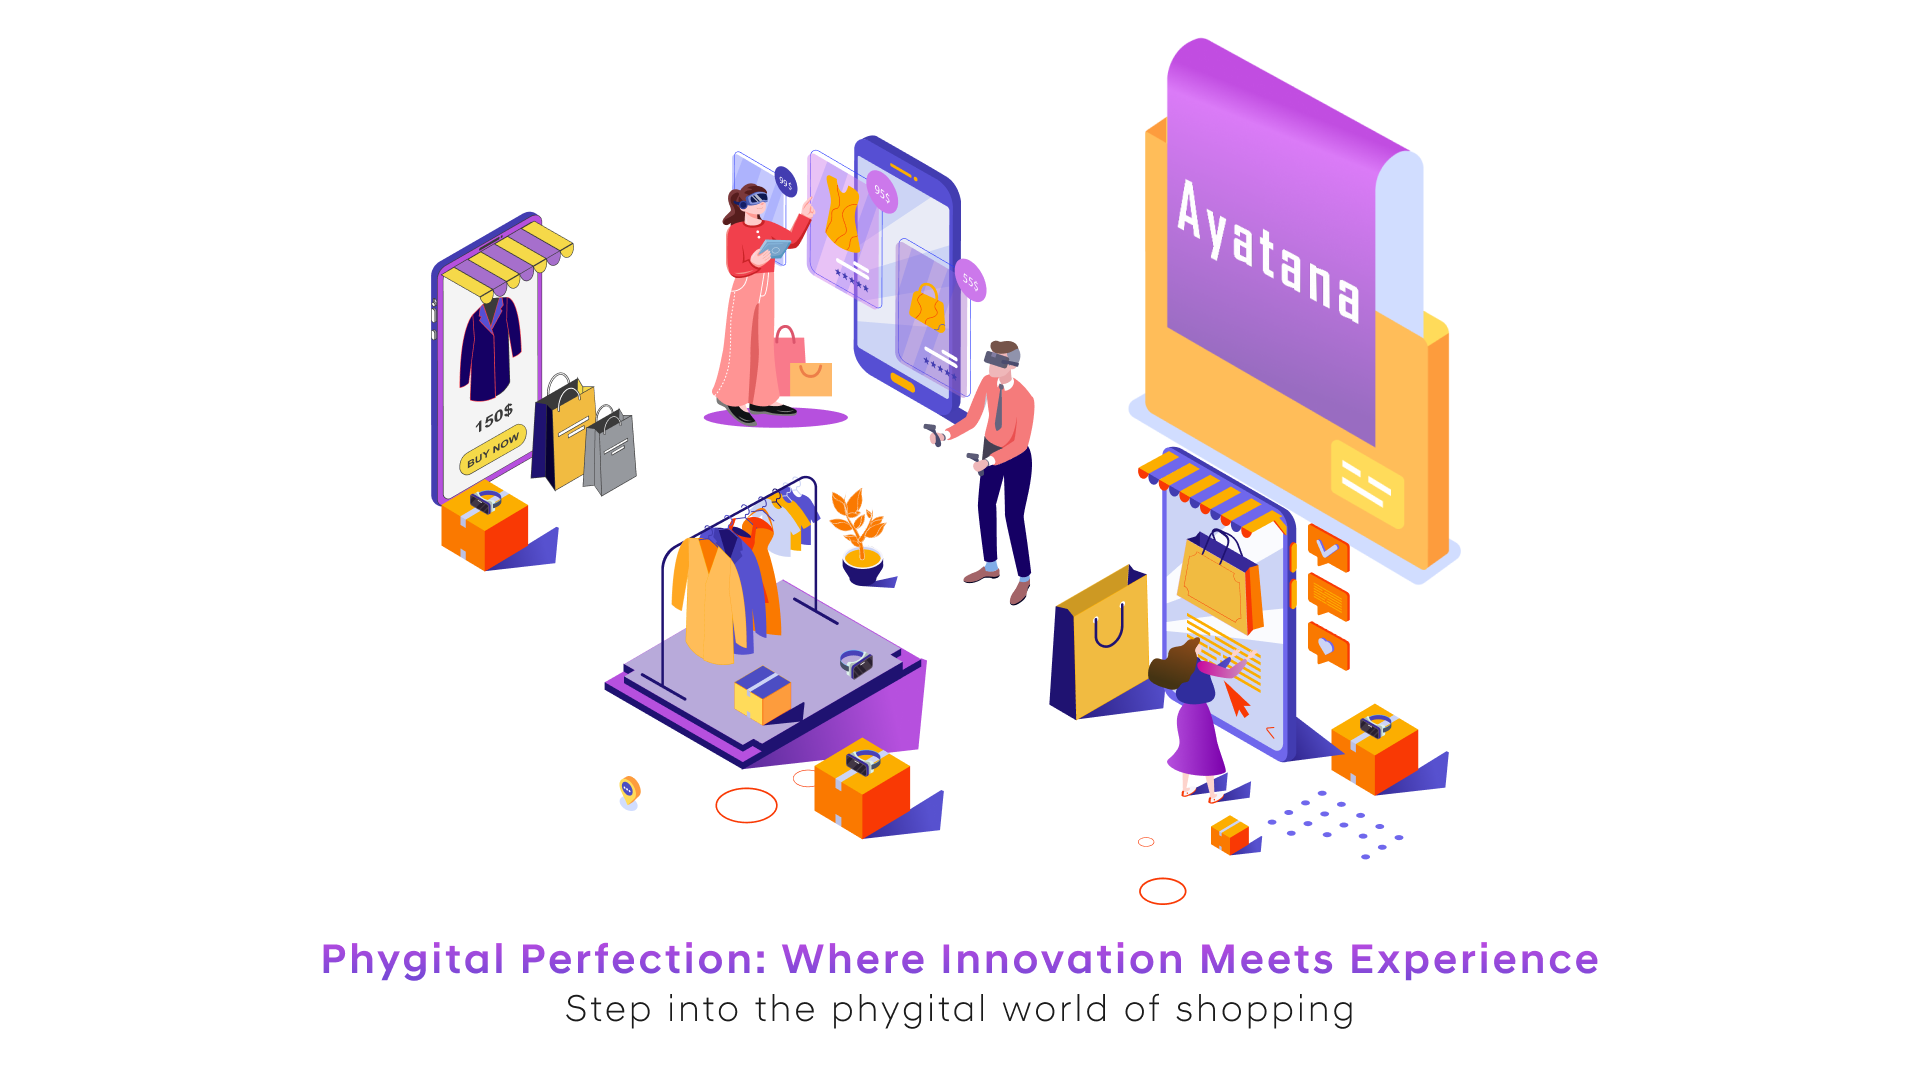 99$
95$
Ayatana
55$
150$
BUY NOW
Phygital Perfection: Where Innovation Meets Experience
Step into the phygital world of shopping